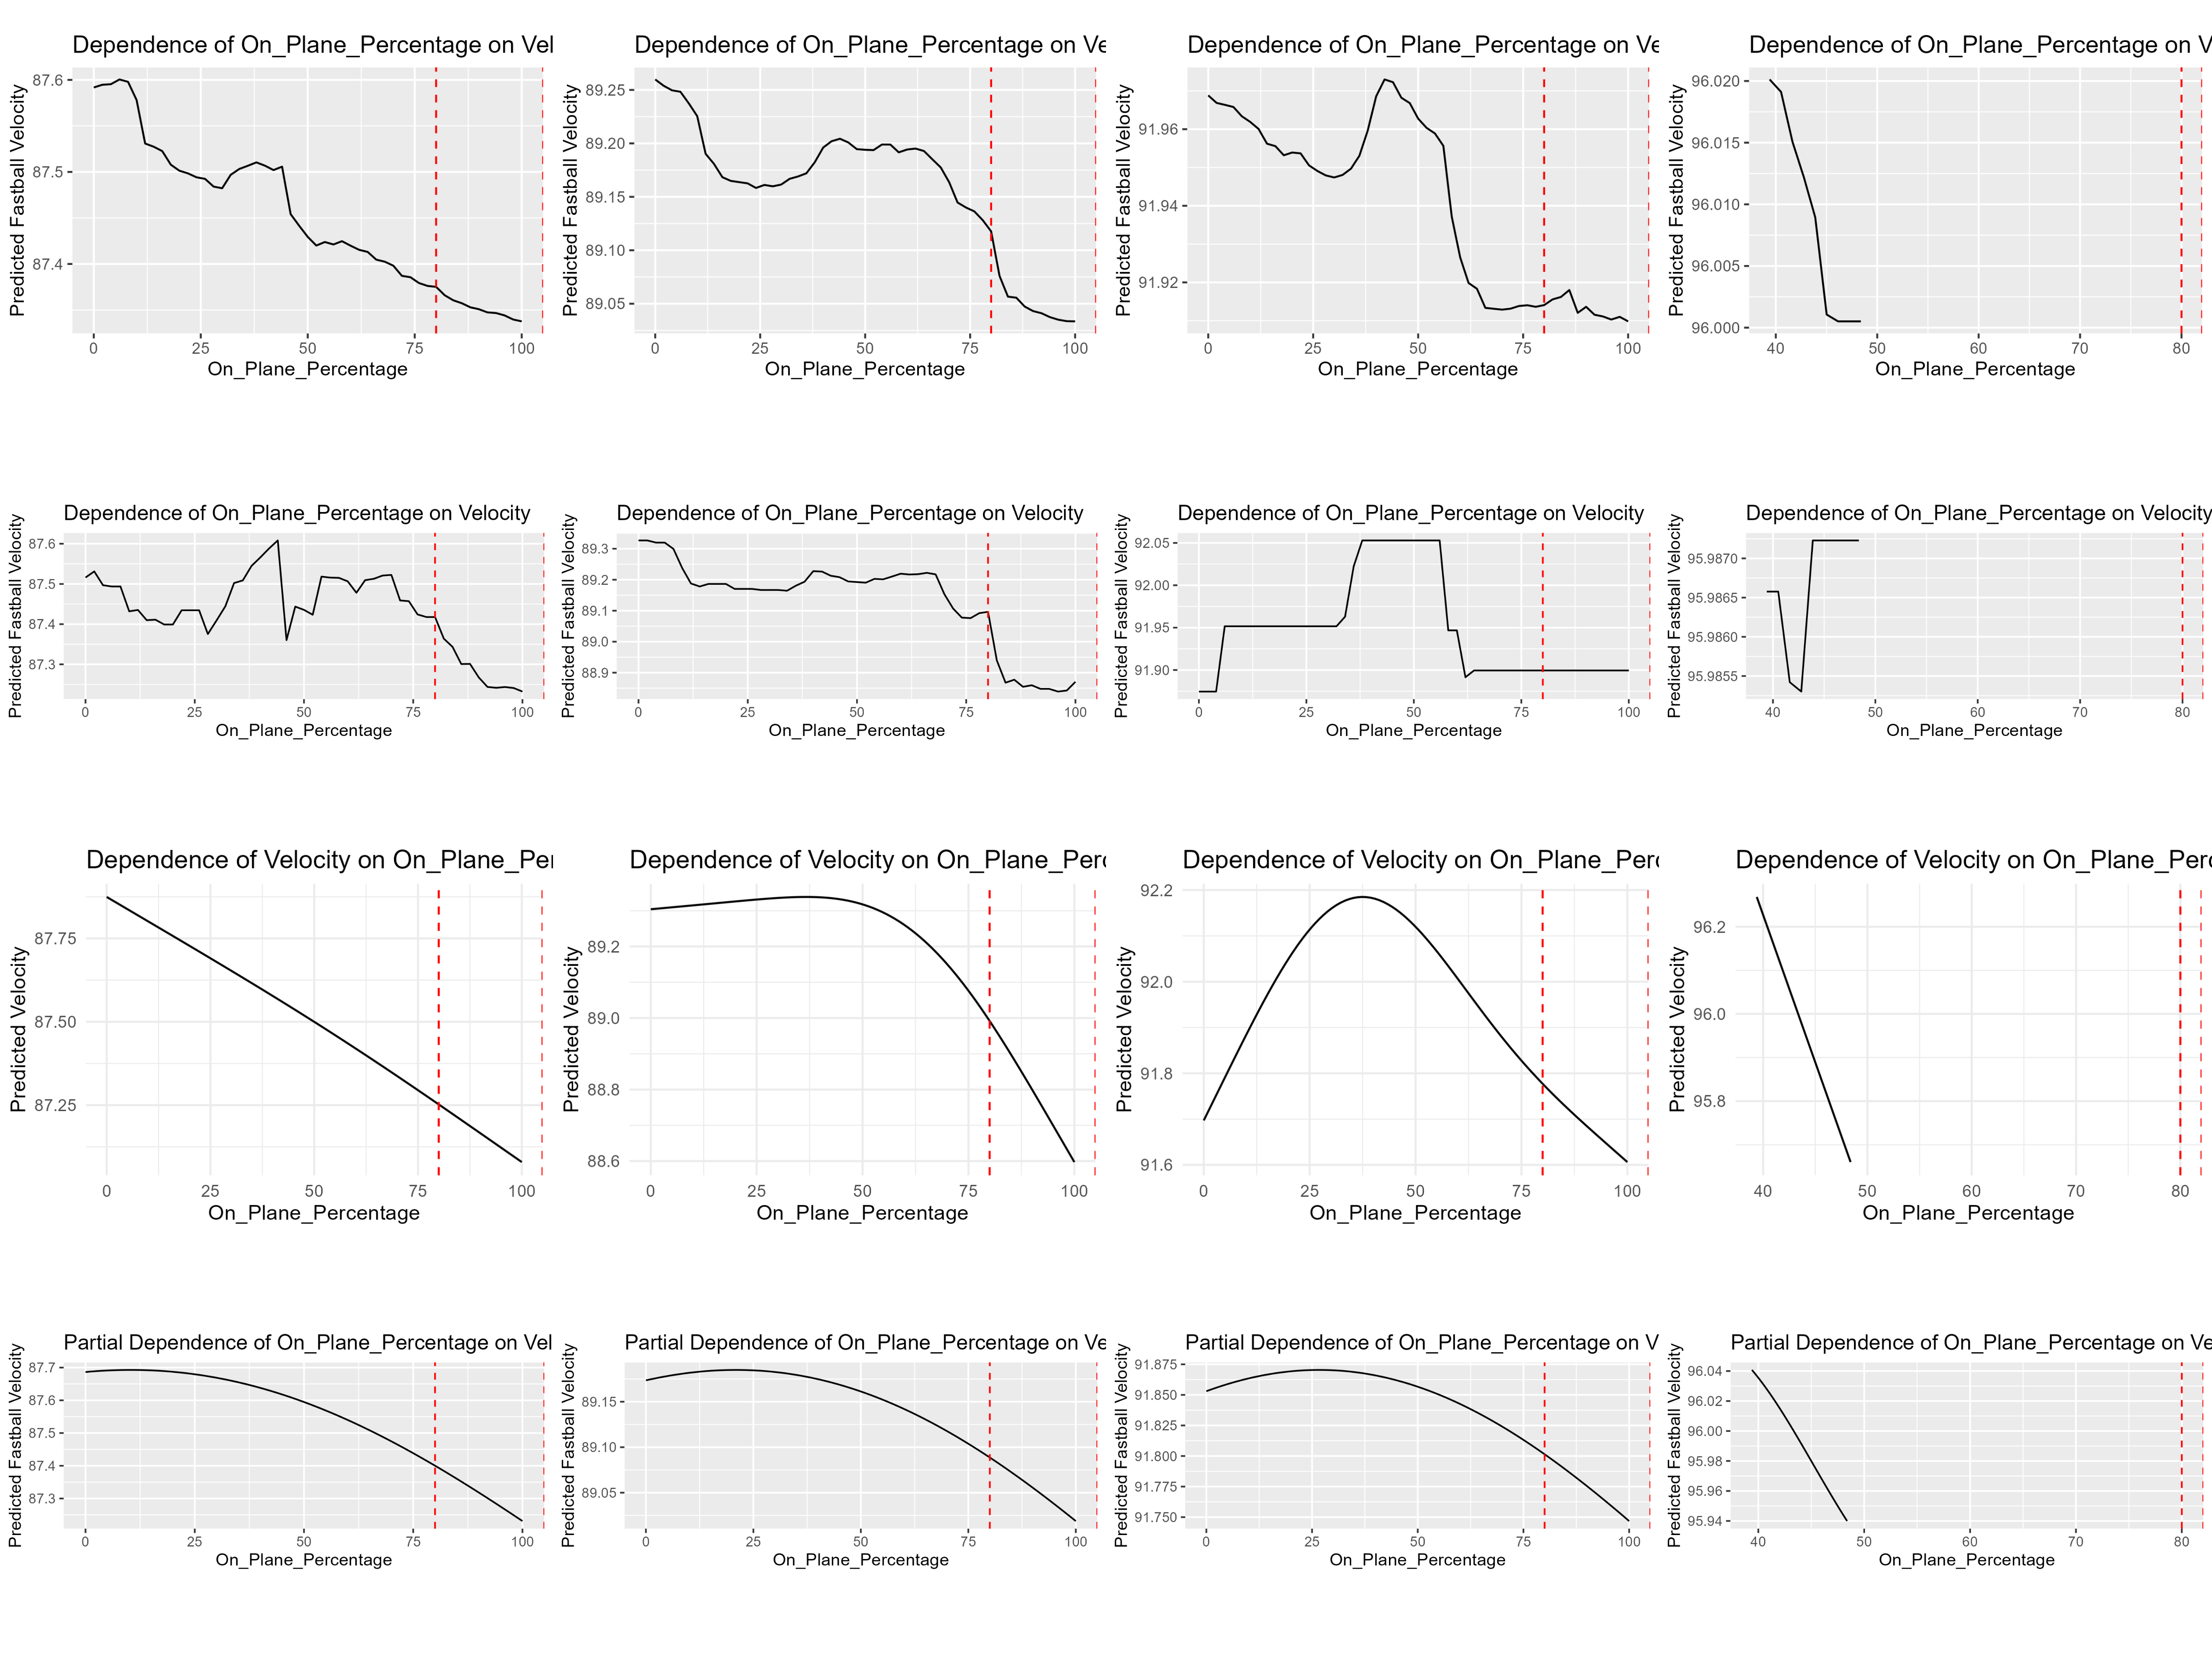 Dependence of On_Plane_Percentage on Vel
Predicted Fastball Velocity
87.6
87.5
87.4
0 25 50 75 100
On_Plane_Percentage
Dependence of On_Plane_Percentage on Ve
Predicted Fastball Velocity
89.25
89.20
89.15
89.10
89.05
0 25 50 75 100
On_Plane_Percentage
Dependence of On_Plane_Percentage on Ve
Predicted Fastball Velocity
91.96
91.94
91.92
0 25 50 75 100
On_Plane_Percentage
Dependence of On_Plane_Percentage on V
Predicted Fastball Velocity
96.020
96.015
96.010
96.005
96.000
40 50 60 70 80
On_Plane_Percentage
Dependence of On_Plane_Percentage on Velocity
Predicted Fastball Velocity
87.6
87.5
87.4
87.3
0 25 50 75 100
On_Plane_Percentage
Dependence of On_Plane_Percentage on Velocity
Predicted Fastball Velocity
89.3
89.2
89.1
89.0
88.9
0 25 50 75 100
On_Plane_Percentage
Dependence of On_Plane_Percentage on Velocity
Predicted Fastball Velocity
92.05
92.00
91.95
91.90
0 25 50 75 100
On_Plane_Percentage
Dependence of On_Plane_Percentage on Velocity
Predicted Fastball Velocity
95.9870
95.9865
95.9860
95.9855
40 50 60 70 80
On_Plane_Percentage
Dependence of Velocity on On_Plane_Per
Predicted Velocity
87.75
87.50
87.25
0 25 50 75 100
On_Plane_Percentage
Dependence of Velocity on On_Plane_Perc
Predicted Velocity
89.2
89.0
88.8
88.6
0 25 50 75 100
On_Plane_Percentage
Dependence of Velocity on On_Plane_Perc
Predicted Velocity
92.2
92.0
91.8
91.6
0 25 50 75 100
On_Plane_Percentage
Dependence of Velocity on On_Plane_Perc
Predicted Velocity
96.2
96.0
95.8
40 50 60 70 80
On_Plane_Percentage
Partial Dependence of On_Plane_Percentage on Vel
Predicted Fastball Velocity
87.7
87.6
87.5
87.4
87.3
0 25 50 75 100
On_Plane_Percentage
Partial Dependence of On_Plane_Percentage on Ve
Predicted Fastball Velocity
89.15
89.10
89.05
0 25 50 75 100
On_Plane_Percentage
Partial Dependence of On_Plane_Percentage on V
Predicted Fastball Velocity
91.875
91.850
91.825
91.800
91.775
91.750
0 25 50 75 100
On_Plane_Percentage
Partial Dependence of On_Plane_Percentage on Ve
Predicted Fastball Velocity
96.04
96.02
96.00
95.98
95.96
95.94
40 50 60 70 80
On_Plane_Percentage